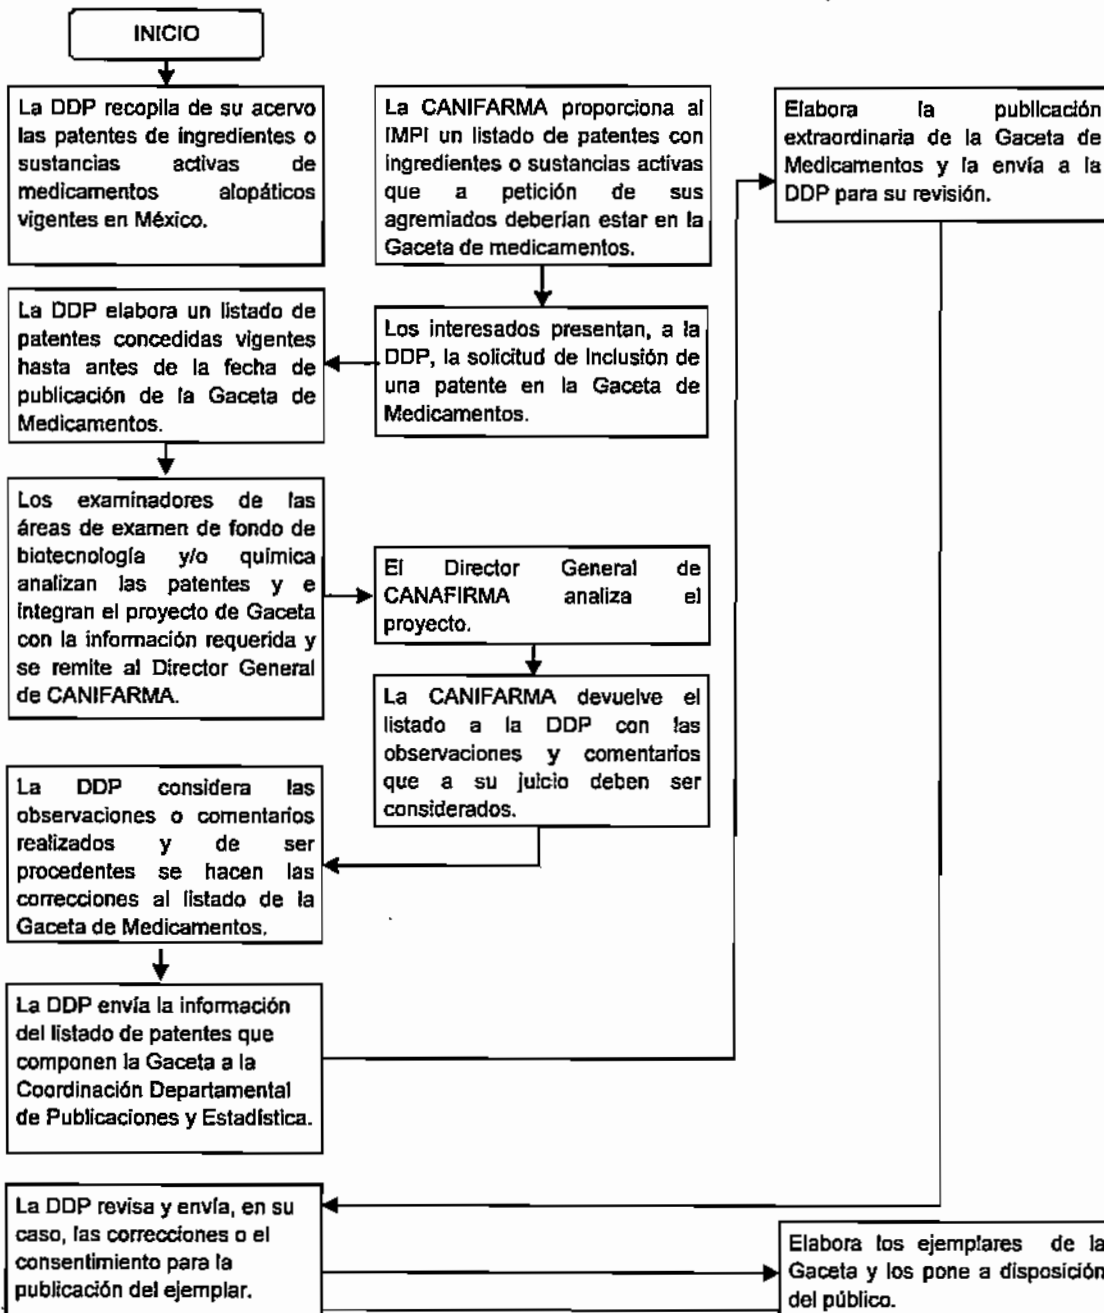 INICIO
La DDP recopila de su acervo
las patentes de ingredientes o
sustancias activas de
medicamentos alopáticos
vigentes en México.
La CANIFARMA proporciona al
IMPI un listado de patentes con
ingredientes o sustancias activas
que a petición de sus
agremiados deberían estar en la
Gaceta de medicamentos.
Elabora la publicación
extraordinaria de la Gaceta de
Medicamentos y la envía a la
DDP para su revisión.
La DDP elabora un listado de
patentes concedidas vigentes
hasta antes de la fecha de
publicación de la Gaceta de
Medicamentos.
Los interesados presentan, a la
DDP, la solicitud de Inclusión de
una patente en la Gaceta de
Medicamentos.
Los examinadores de las
áreas de examen de fondo de
biotecnología y/o química
analizan las patentes y e
integran el proyecto de Gaceta
con la información requerida y
se remite al Director General
de CANIFARMA.
El Director General de
CANAFIRMA analiza el
proyecto.
La CANIFARMA devuelve el
listado a la DDP con las
observaciones y comentarios
que a su juicio deben ser
considerados.
La DDP considera las
observaciones o comentarios
realizados y de ser
procedentes se hacen las
correcciones al listado de la
Gaceta de Medicamentos.
La DDP envía la información
del listado de patentes que
componen la Gaceta a la
Coordinación Departamental
de Publicaciones y Estadística.
La DDP revisa y envía, en su
caso, las correcciones o el
consentimiento para la
publicación del ejemplar.
Elabora los ejemplares de la
Gaceta y los pone a disposición
del público.